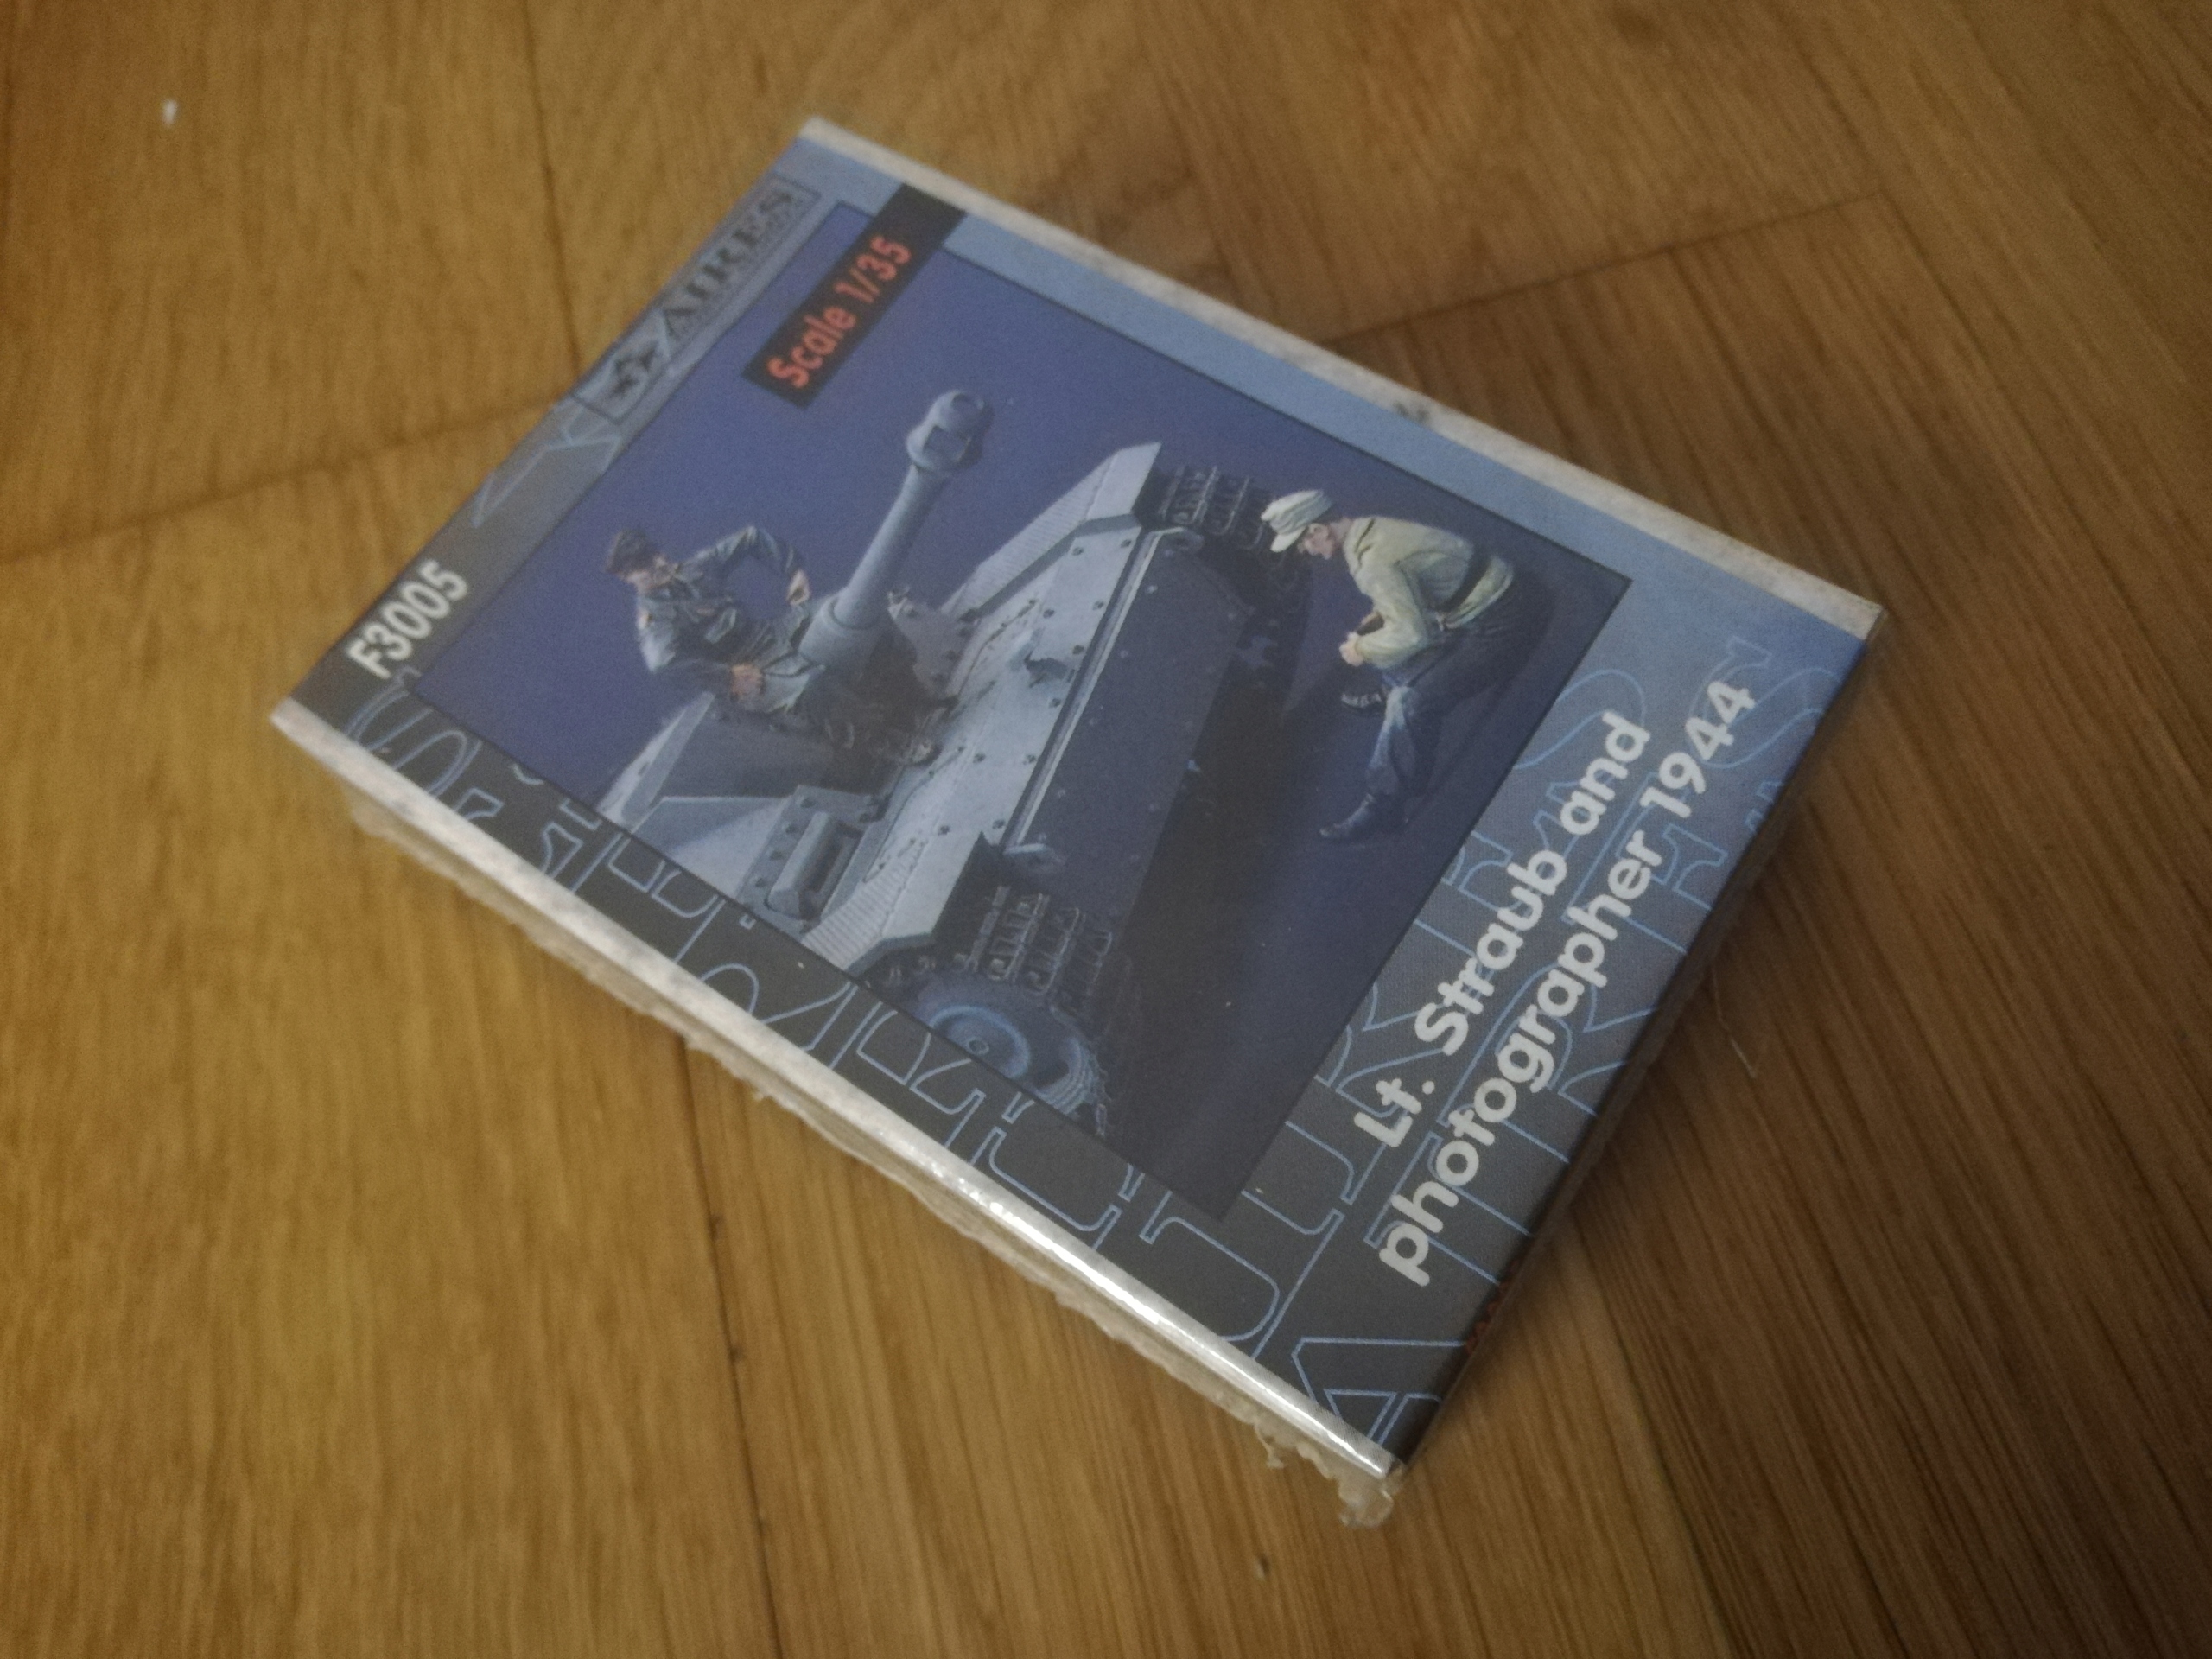 F3005
AIRES
Scale 1/35
Lt. Straub and
photographer 1944